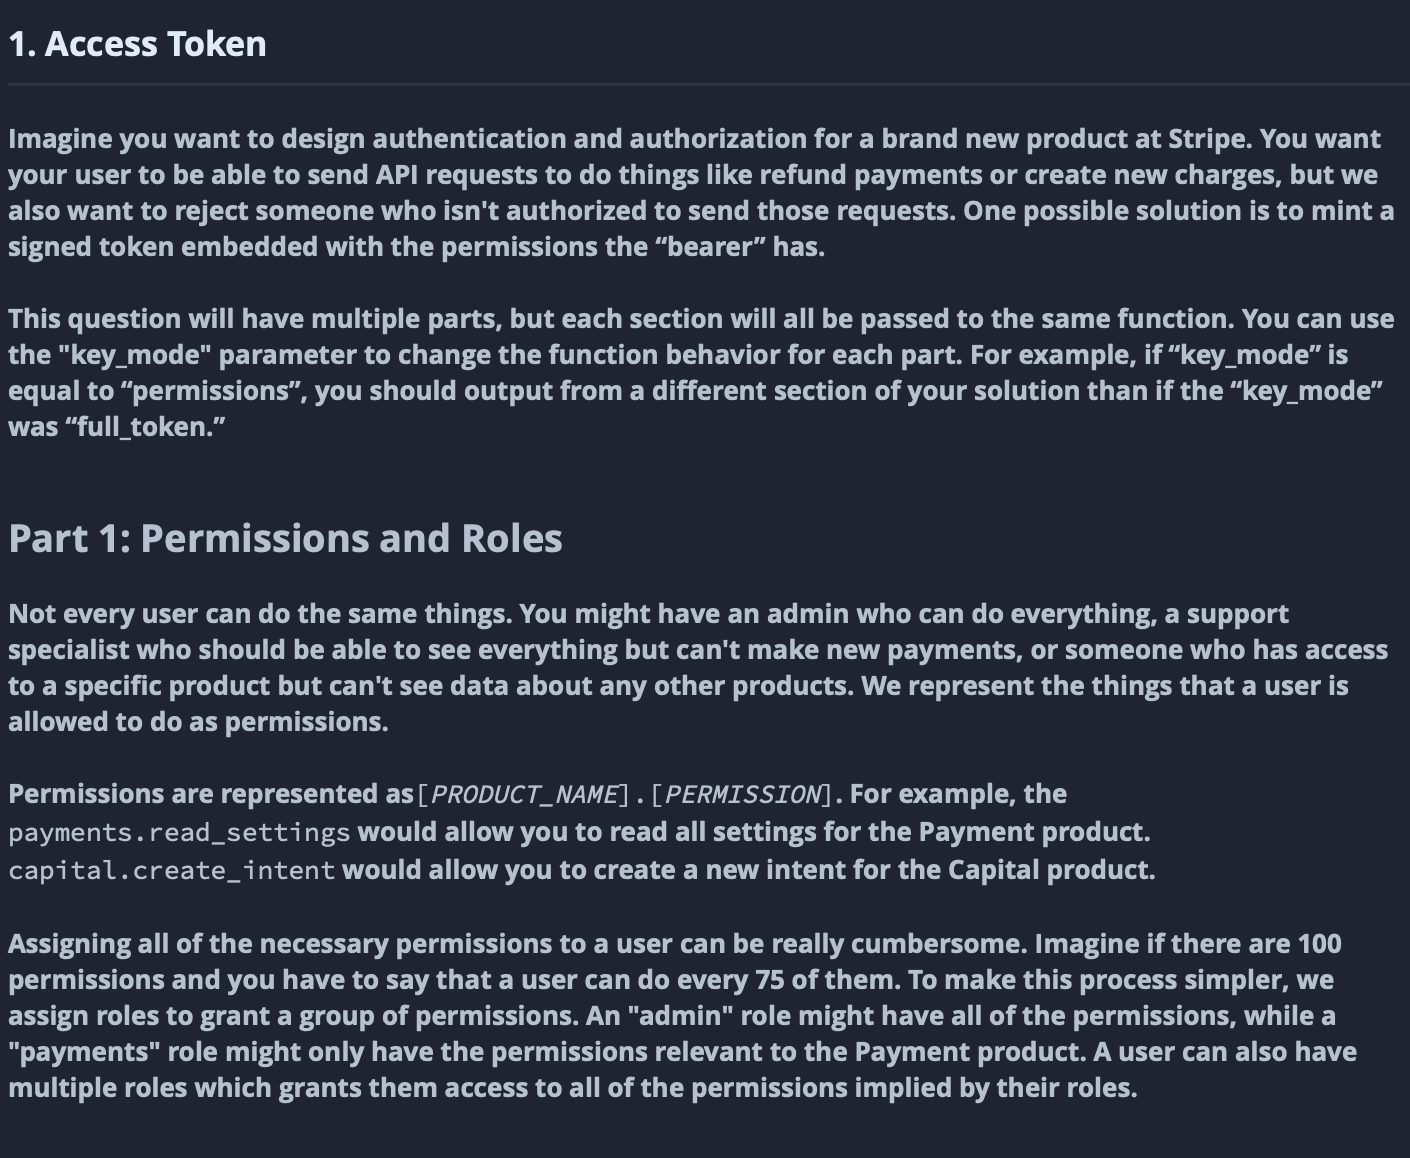 1. Access Token
Imagine you want to design authentication and authorization for a brand new product at Stripe. You want
your user to be able to send API requests to do things like refund payments or create new charges, but we
also want to reject someone who isn't authorized to send those requests. One possible solution is to mint a
signed token embedded with the permissions the “bearer” has.
This question will have multiple parts, but each section will all be passed to the same function. You can use
the "key_mode" parameter to change the function behavior for each part. For example, if “key_mode” is
equal to “permissions”, you should output from a different section of your solution than if the “key_mode”
was “full_token.”
Part 1: Permissions and Roles
Not every user can do the same things. You might have an admin who can do everything, a support
specialist who should be able to see everything but can't make new payments, or someone who has access
to a specific product but can't see data about any other products. We represent the things that a user is
allowed to do as permissions.
Permissions are represented as[PRODUCT_NAME].[PERMISSION]. For example, the
payments.read_settings would allow you to read all settings for the Payment product.
capital.create_intent would allow you to create a new intent for the Capital product.
Assigning all of the necessary permissions to a user can be really cumbersome. Imagine if there are 100
permissions and you have to say that a user can do every 75 of them. To make this process simpler, we
assign roles to grant a group of permissions. An "admin" role might have all of the permissions, while a
"payments" role might only have the permissions relevant to the Payment product. A user can also have
multiple roles which grants them access to all of the permissions implied by their roles.